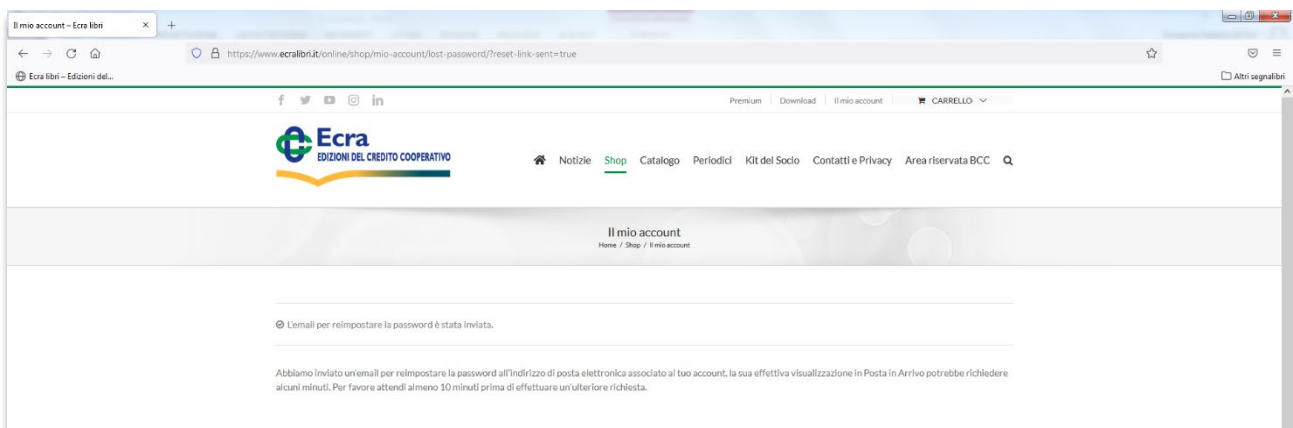 Il mio account – Ecra libri
https://www.ecralibri.it/online/shop/mio-account/lost-password/?reset-link-sent=true
Ecra libri – Edizioni del...
Altri segnalibri
Premium Download Il mio account CARRELLO
Ecra
EDIZIONI DEL CREDITO COOPERATIVO
Notizie Shop Catalogo Periodici Kit del Socio Contatti e Privacy Area riservata BCC
Il mio account
Home / Shop / Il mio account
L'email per reimpostare la password è stata inviata.
Abbiamo inviato un'email per reimpostare la password all'indirizzo di posta elettronica associato al tuo account, la sua effettiva visualizzazione in Posta in Arrivo potrebbe richiedere
alcuni minuti. Per favore attendi almeno 10 minuti prima di effettuare un'ulteriore richiesta.